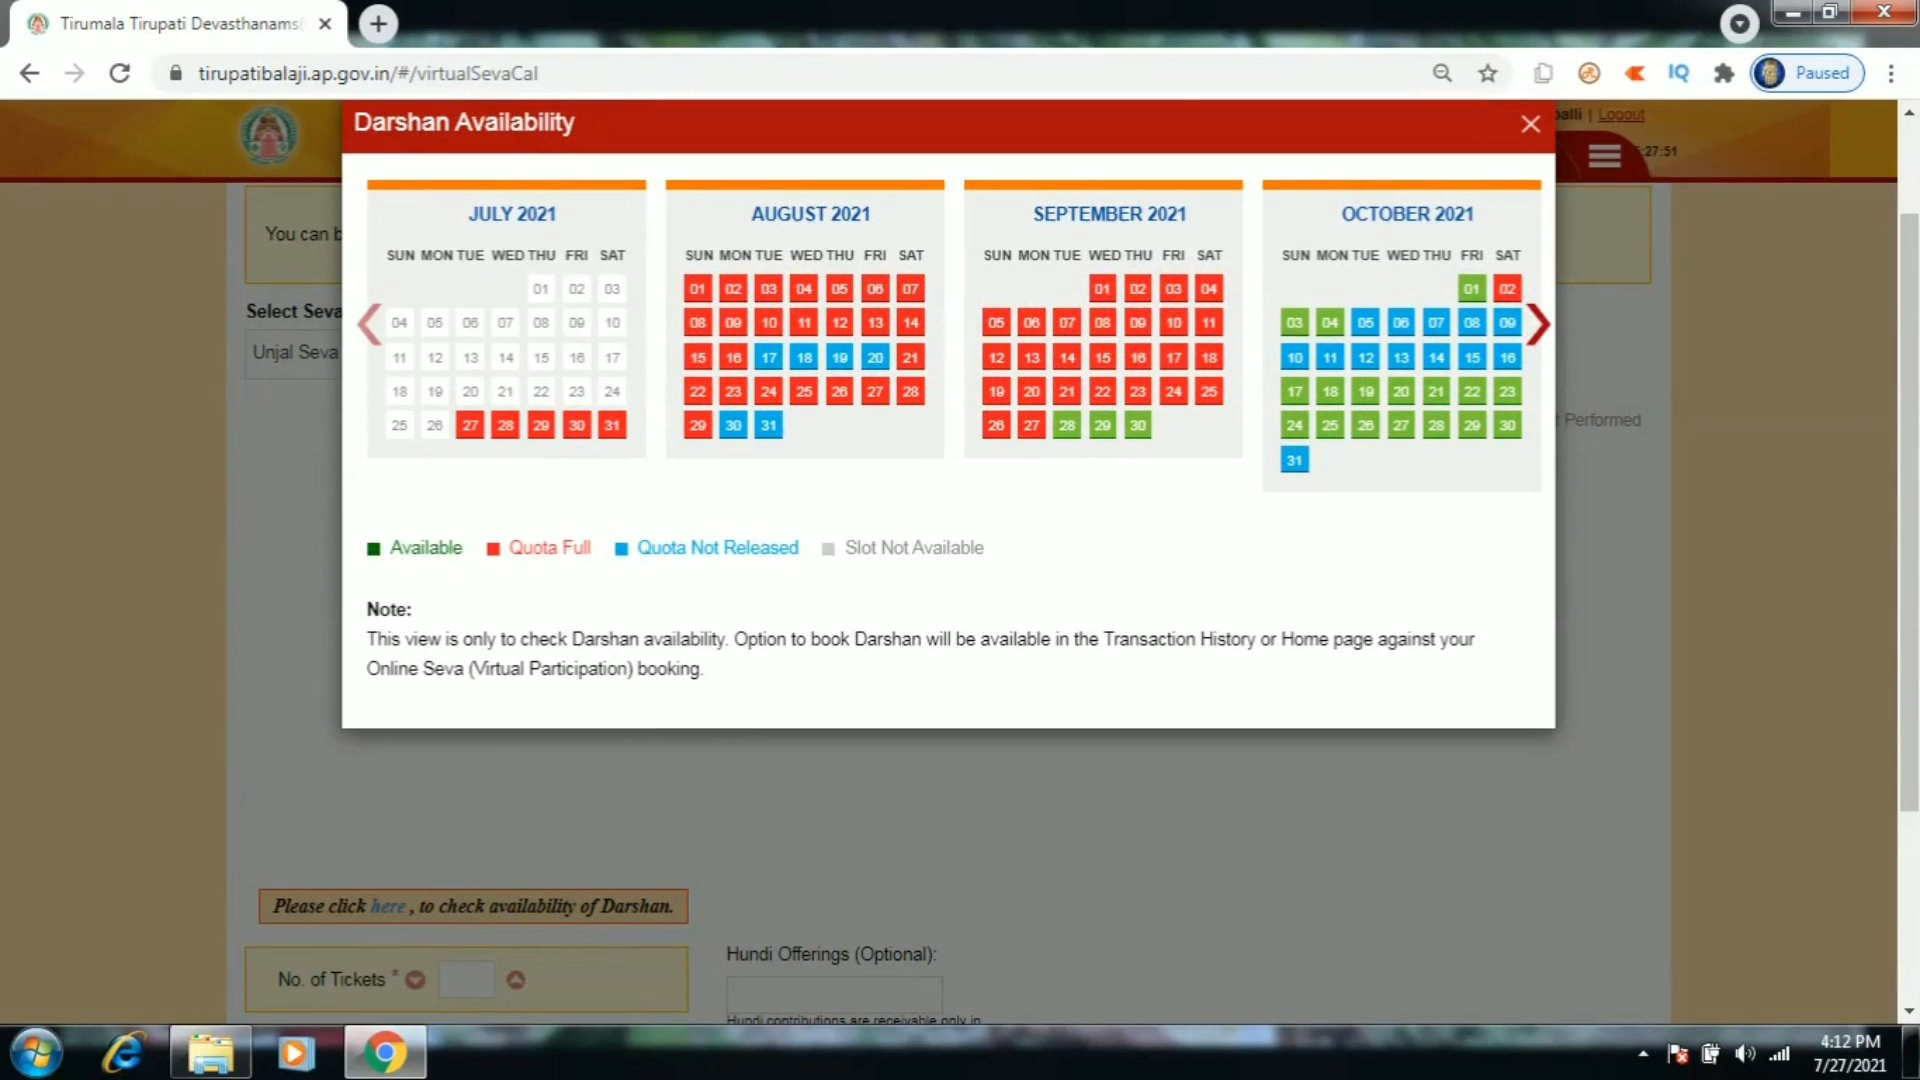 Tirumala Tirupati Devasthanams(
tirupatibalaji.ap.gov.in/#/virtualSevaCal
IQ
Paused
Darshan Availability
palli | Logout
:27:51
You can b
Select Seva
Unjal Seva
t Performed
JULY 2021
SUN MON TUE WED THU FRI SAT
01 02 03
04 05 06 07 08 09 10
11 12 13 14 15 16 17
18 19 20 21 22 23 24
25 26 27 28 29 30 31
AUGUST 2021
SUN MON TUE WED THU FRI SAT
01 02 03 04 05 06 07
08 09 10 11 12 13 14
15 16 17 18 19 20 21
22 23 24 25 26 27 28
29 30 31
SEPTEMBER 2021
SUN MON TUE WED THU FRI SAT
01 02 03 04
05 06 07 08 09 10 11
12 13 14 15 16 17 18
19 20 21 22 23 24 25
26 27 28 29 30
OCTOBER 2021
SUN MON TUE WED THU FRI SAT
01 02
03 04 05 06 07 08 09
10 11 12 13 14 15 16
17 18 19 20 21 22 23
24 25 26 27 28 29 30
31
Available Quota Full Quota Not Released Slot Not Available
Note:
This view is only to check Darshan availability. Option to book Darshan will be available in the Transaction History or Home page against your
Online Seva (Virtual Participation) booking.
Please click here , to check availability of Darshan.
No. of Tickets *
Hundi Offerings (Optional):
Hundi contributions are receivable only in
4:12 PM
7/27/2021